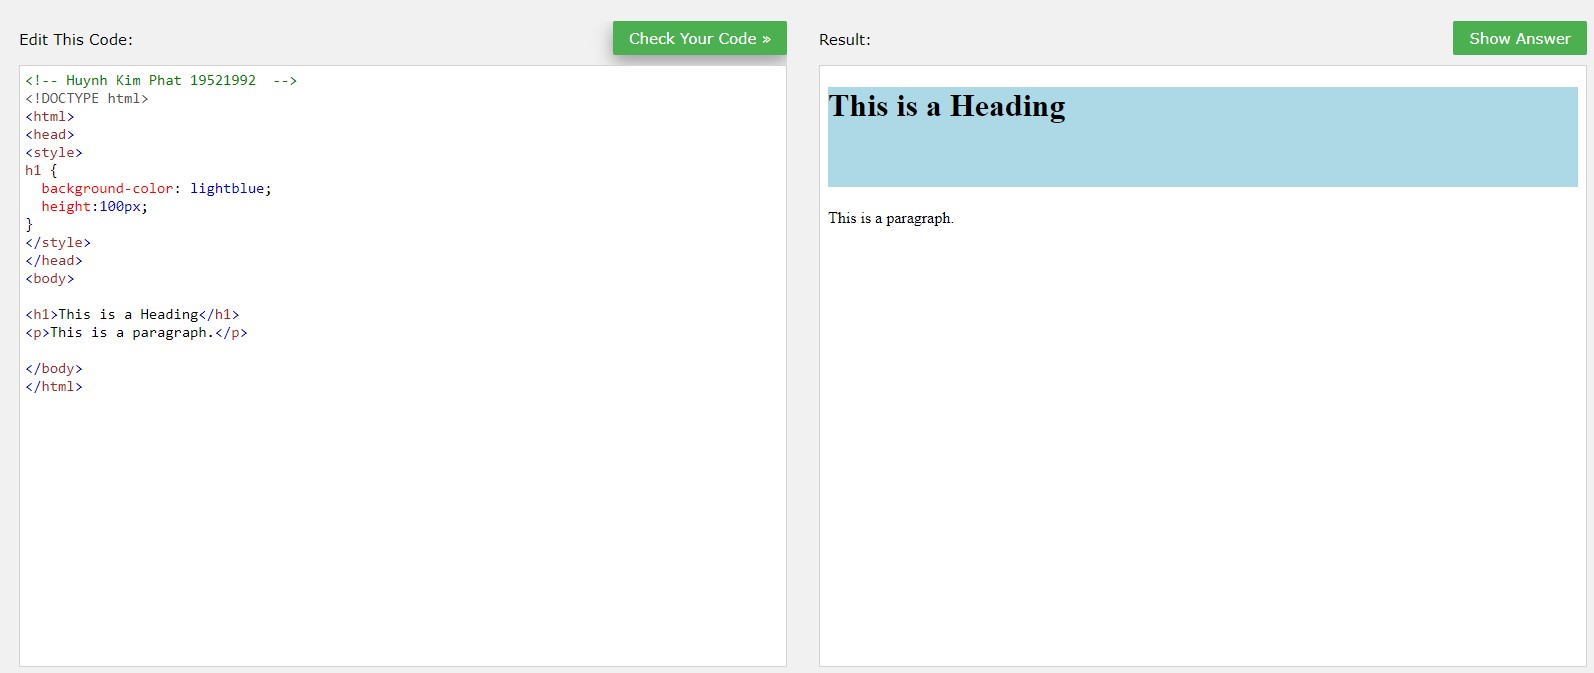 Edit This Code:
Check Your Code »
<!-- Huynh Kim Phat 19521992  -->
<!DOCTYPE html>
<html>
<head>
<style>
h1 {
  background-color: lightblue;
  height:100px;
}
</style>
</head>
<body>
<h1>This is a Heading</h1>
<p>This is a paragraph.</p>
</body>
</html>
Result:
Show Answer
This is a Heading
This is a paragraph.